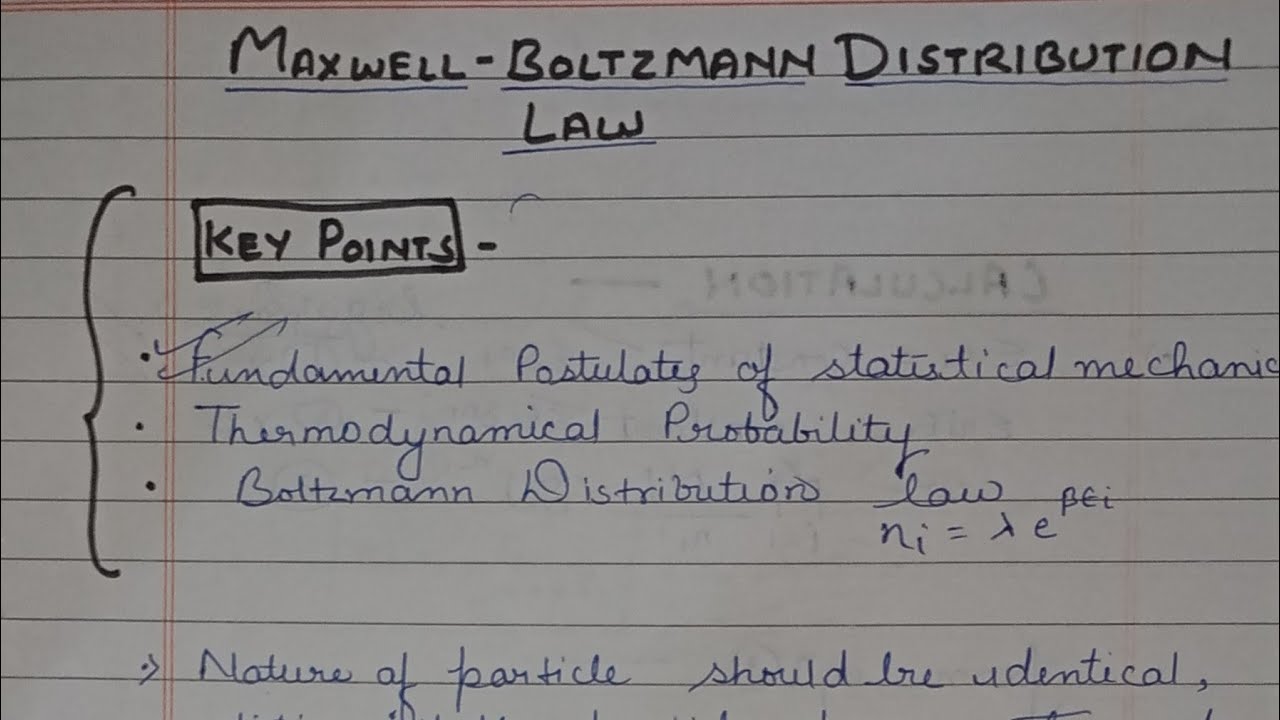 MAXWELL-BOLTZMANN DISTRIBUTION
LAW
KEY POINTS -
• Fundamental Postulates of statistical mechanic
• Thermodynamical Probability
• Boltzmann Distribution law
nᵢ = λ e^βϵi
⇒ Nature of particle should be identical,